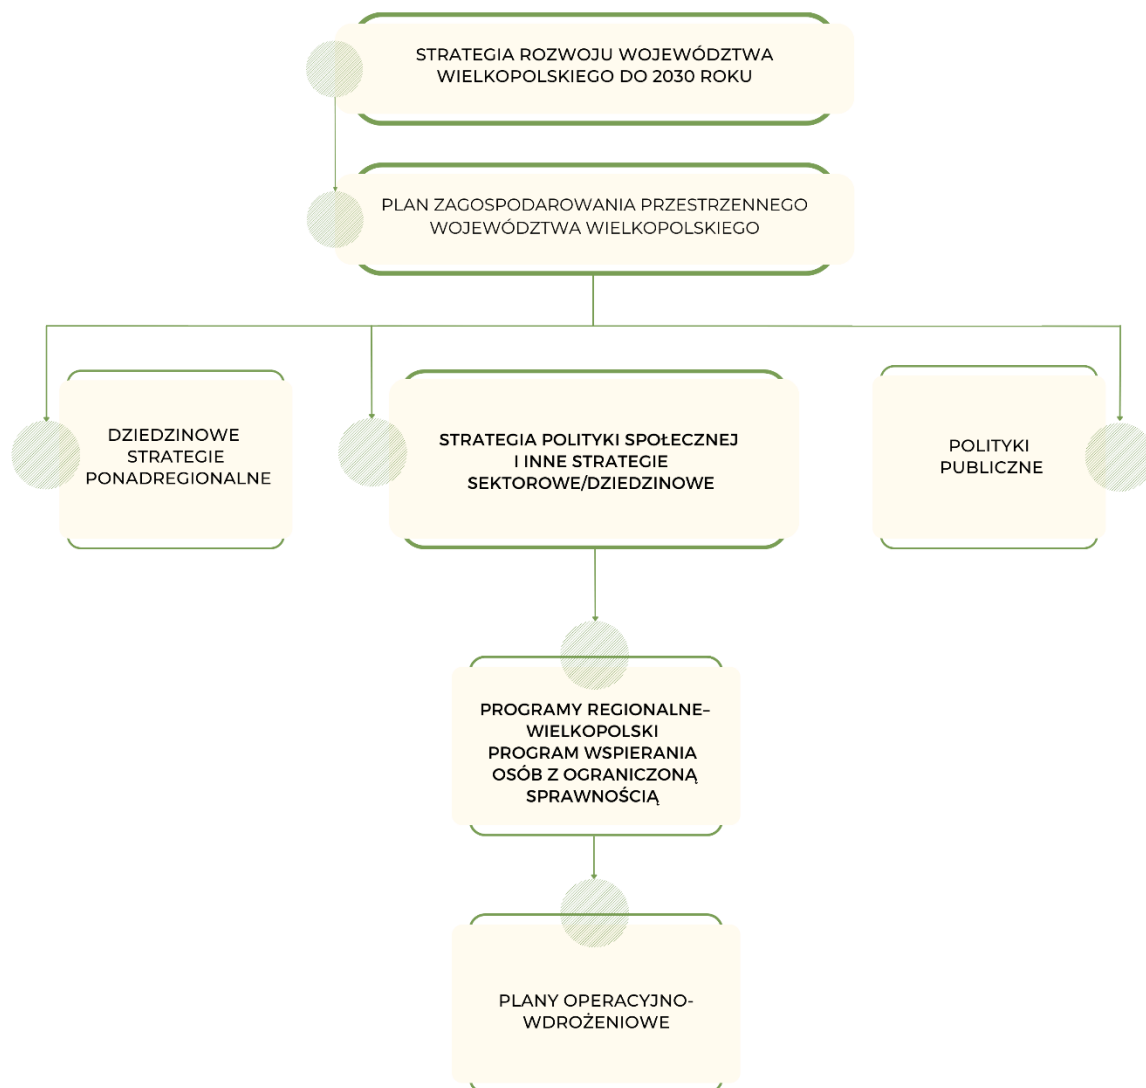 STRATEGIA ROZWOJU WOJEWÓDZTWA
WIELKOPOLSKIEGO DO 2030 ROKU
PLAN ZAGOSPODAROWANIA PRZESTRZENNEGO
WOJEWÓDZTWA WIELKOPOLSKIEGO
DZIEDZINOWE
STRATEGIE
PONADREGIONALNE
STRATEGIA POLITYKI SPOŁECZNEJ
I INNE STRATEGIE
SEKTOROWE/DZIEDZINOWE
POLITYKI
PUBLICZNE
PROGRAMY REGIONALNE–
WIELKOPOLSKI
PROGRAM WSPIERANIA
OSÓB Z OGRANICZONĄ
SPRAWNOŚCIĄ
PLANY OPERACYJNO-
WDROŻENIOWE